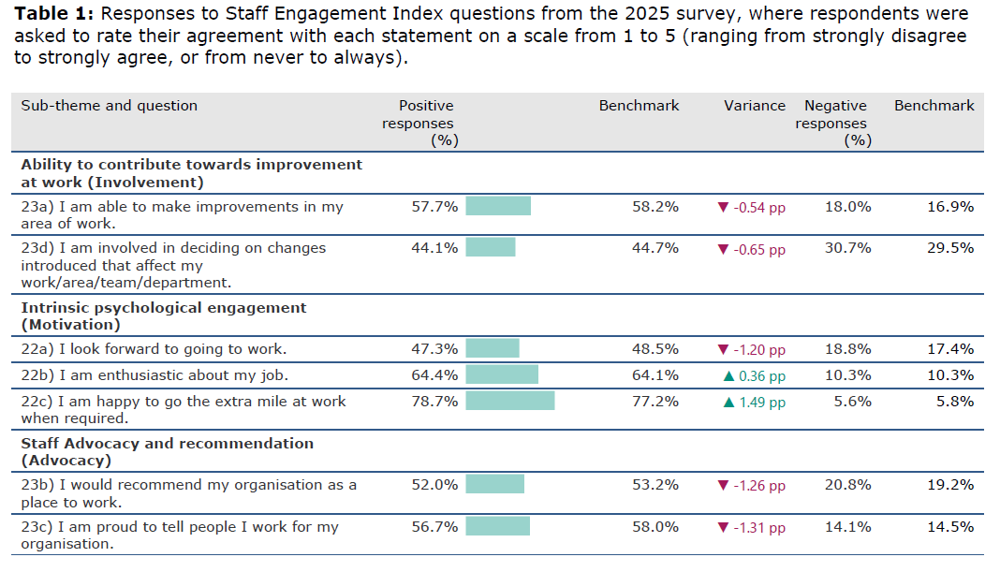 Table 1: Responses to Staff Engagement Index questions from the 2025 survey, where respondents were
asked to rate their agreement with each statement on a scale from 1 to 5 (ranging from strongly disagree
to strongly agree, or from never to always).
Sub-theme and question Positive responses (%) Benchmark Variance Negative responses (%) Benchmark
Ability to contribute towards improvement
at work (Involvement)
23a) I am able to make improvements in my 57.7% 58.2% ▼ -0.54 pp 18.0% 16.9%
area of work.
23d) I am involved in deciding on changes 44.1% 44.7% ▼ -0.65 pp 30.7% 29.5%
introduced that affect my
work/area/team/department.
Intrinsic psychological engagement
(Motivation)
22a) I look forward to going to work. 47.3% 48.5% ▼ -1.20 pp 18.8% 17.4%
22b) I am enthusiastic about my job. 64.4% 64.1% ▲ 0.36 pp 10.3% 10.3%
22c) I am happy to go the extra mile at work 78.7% 77.2% ▲ 1.49 pp 5.6% 5.8%
when required.
Staff Advocacy and recommendation
(Advocacy)
23b) I would recommend my organisation as a 52.0% 53.2% ▼ -1.26 pp 20.8% 19.2%
place to work.
23c) I am proud to tell people I work for my 56.7% 58.0% ▼ -1.31 pp 14.1% 14.5%
organisation.